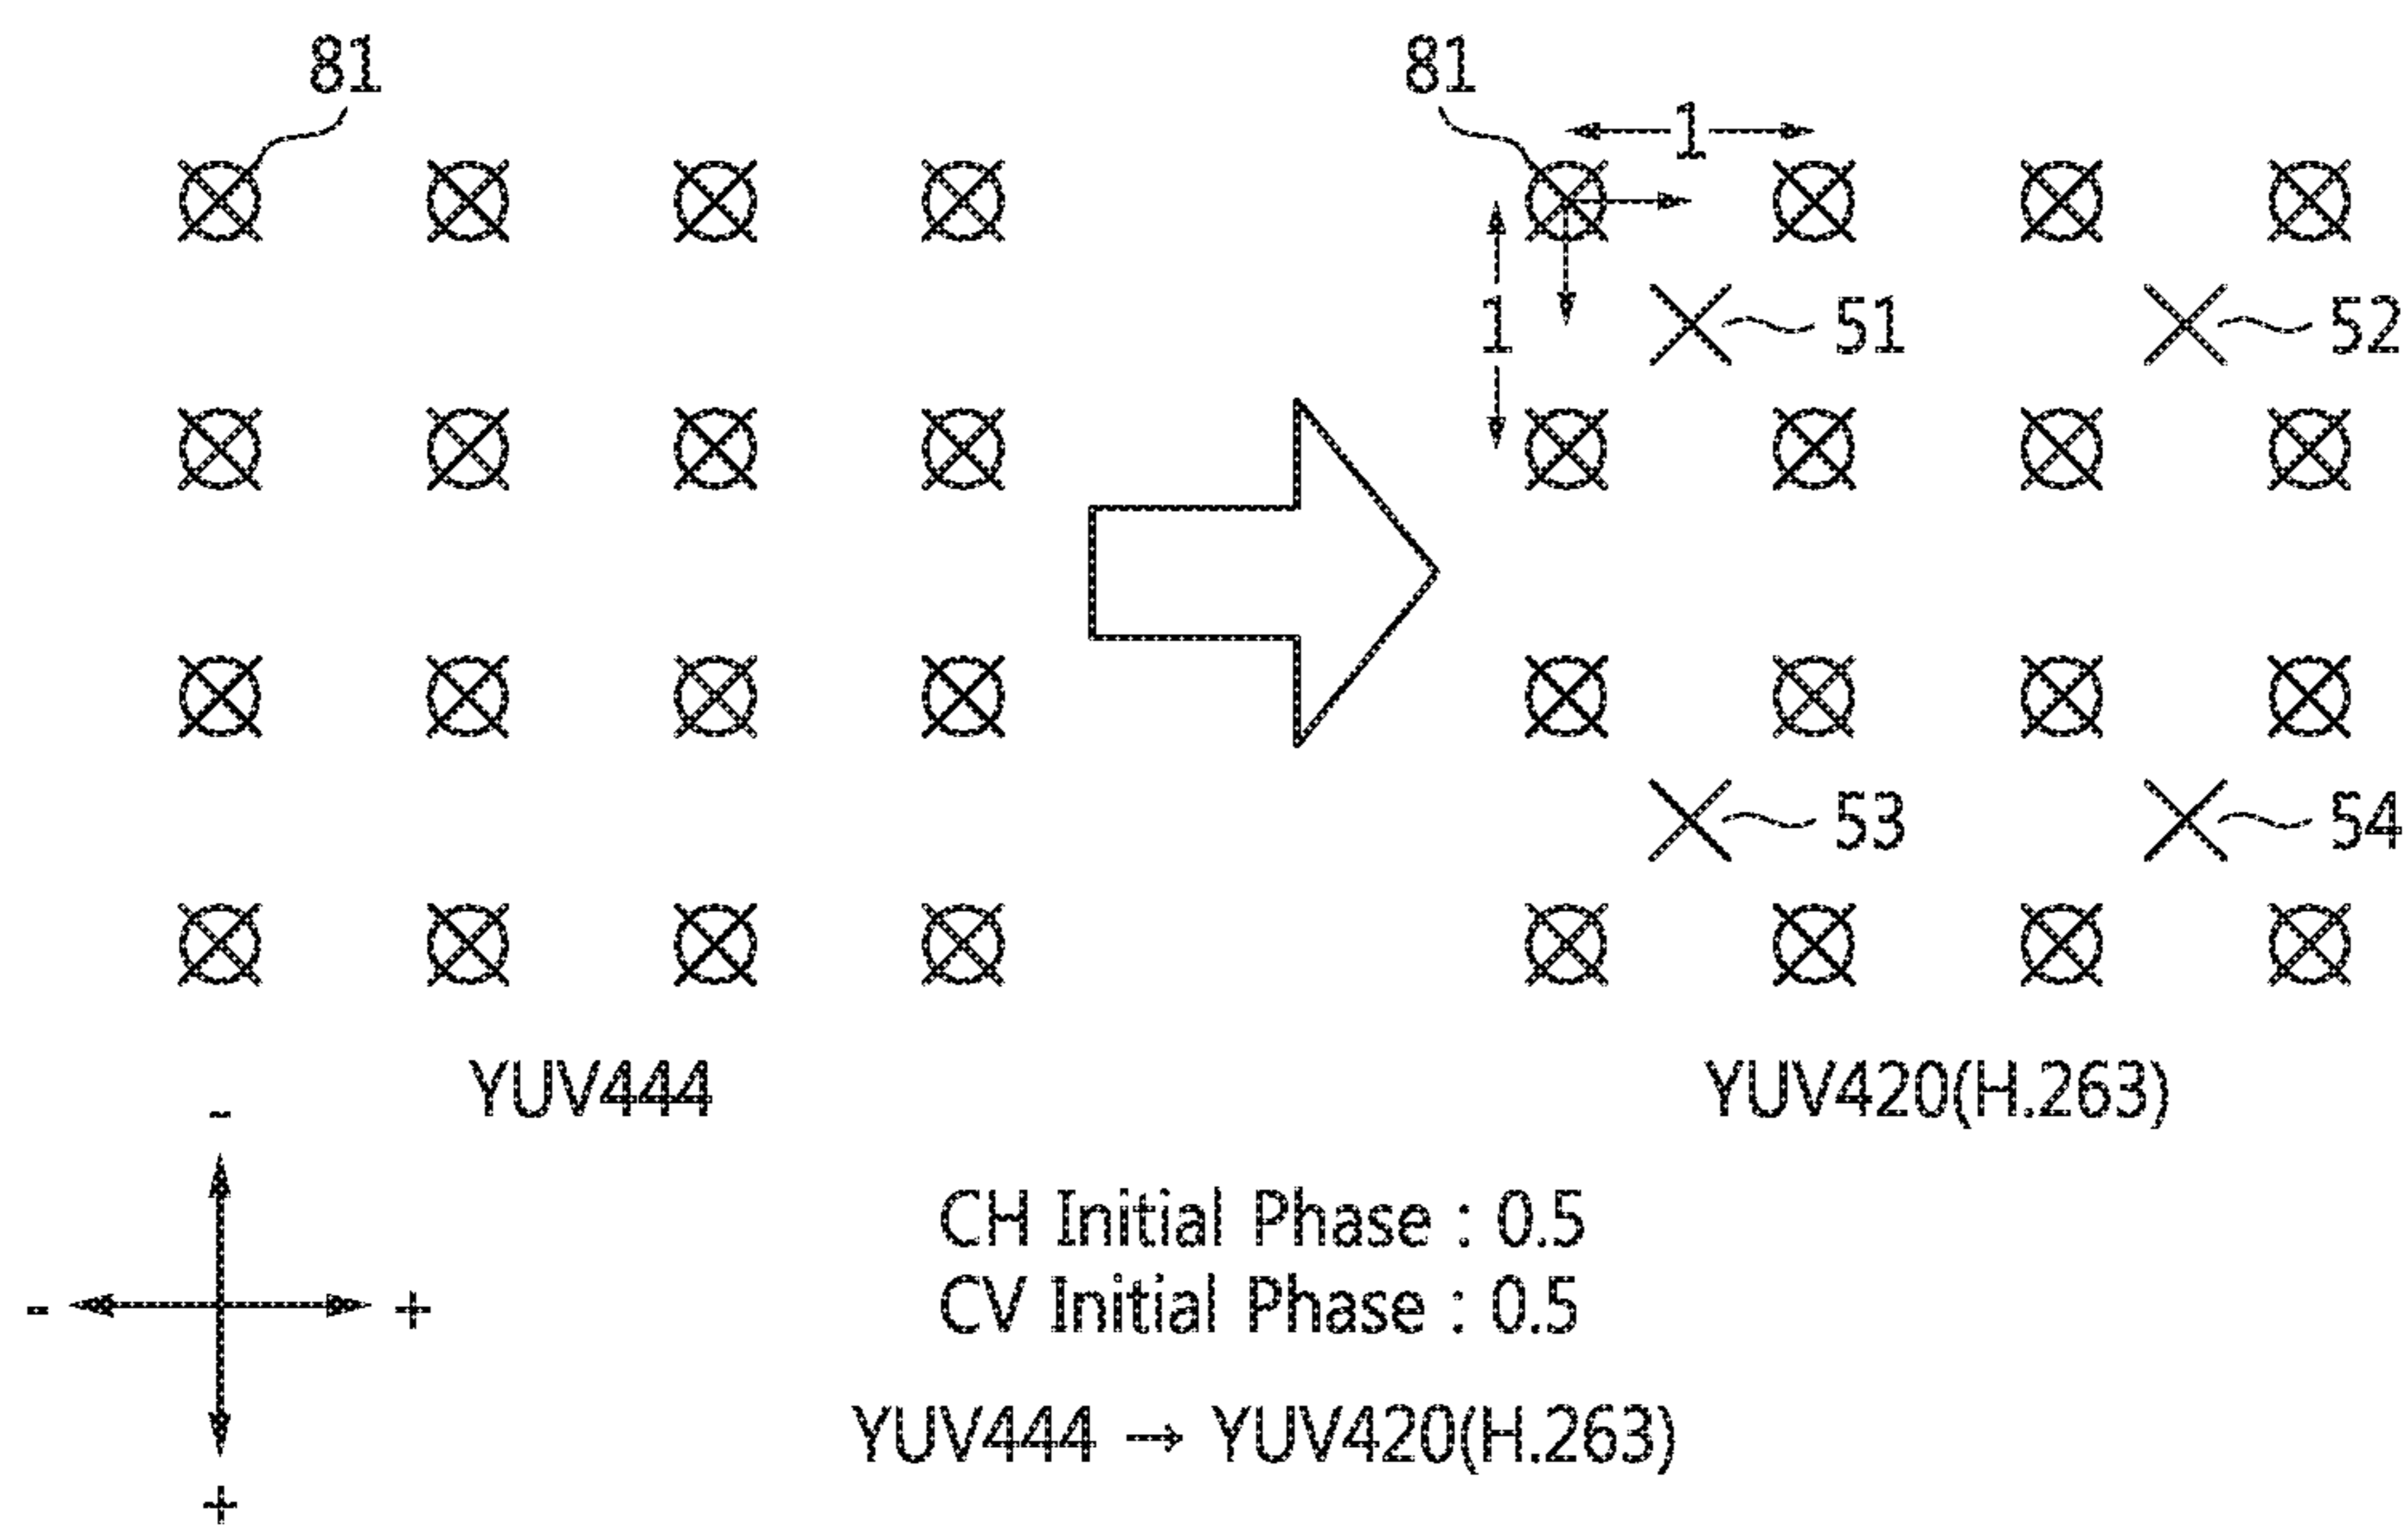 81
81
1
1
51
52
53
54
YUV444
YUV420(H.263)
-
- +
+
CH Initial Phase : 0.5
CV Initial Phase : 0.5
YUV444 → YUV420(H.263)